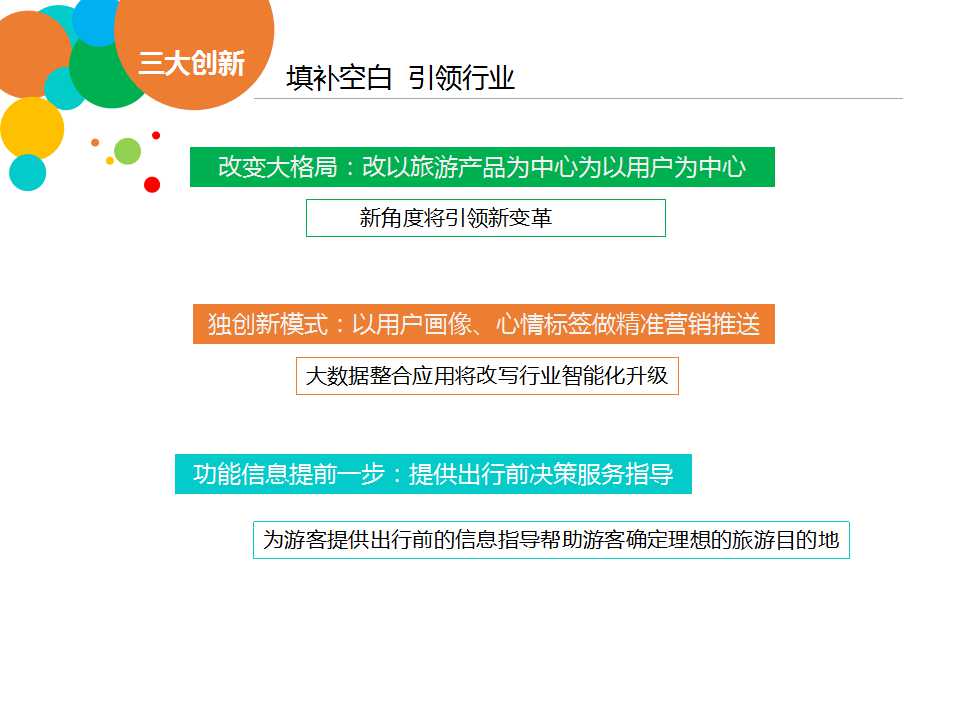 三大创新
填补空白 引领行业
改变大格局：改以旅游产品为中心为以用户为中心
新角度将引领新变革
独创新模式：以用户画像、心情标签做精准营销推送
大数据整合应用将改写行业智能化升级
功能信息提前一步：提供出行前决策服务指导
为游客提供出行前的信息指导帮助游客确定理想的旅游目的地